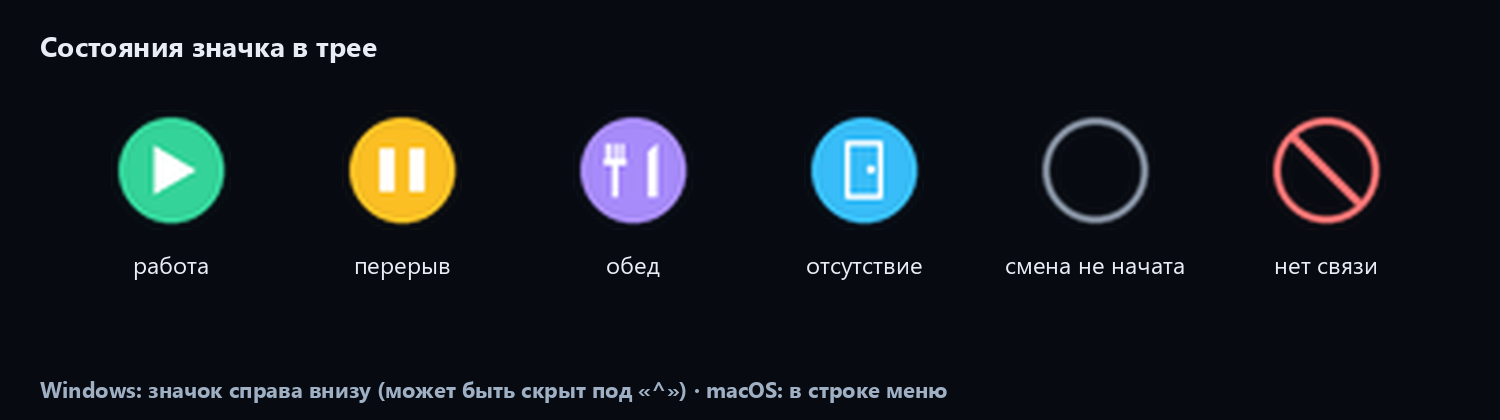 Состояния значка в трее
работа
перерыв
обед
отсутствие
смена не начата
нет связи
Windows: значок справа внизу (может быть скрыт под «^») · macOS: в строке меню